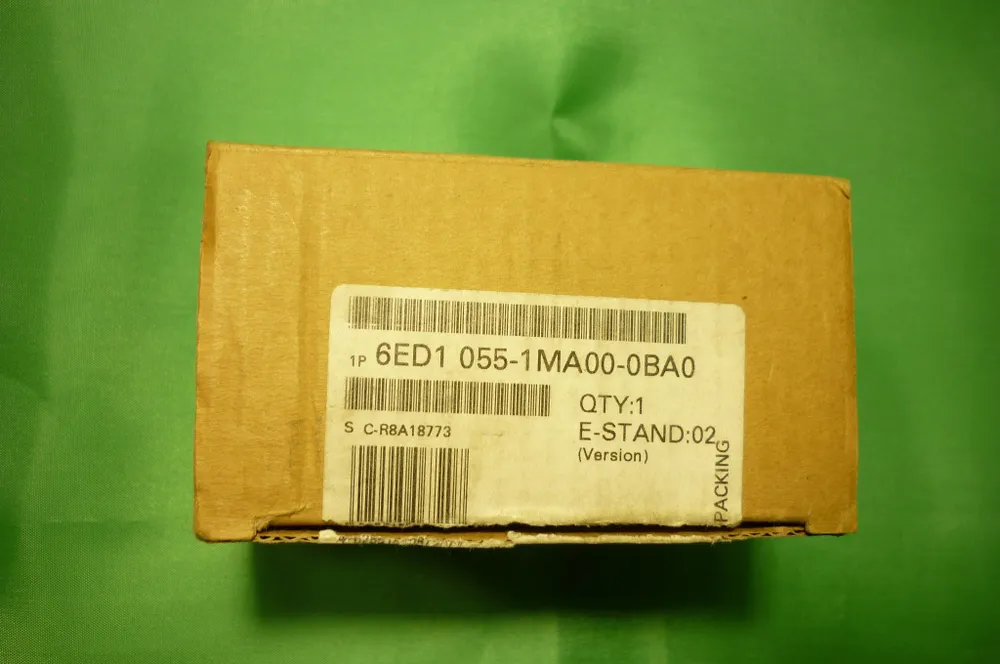 1P 6ED1 055-1MA00-0BA0
QTY:1
S C-R8A18773
E-STAND:02
(Version)
PACKING